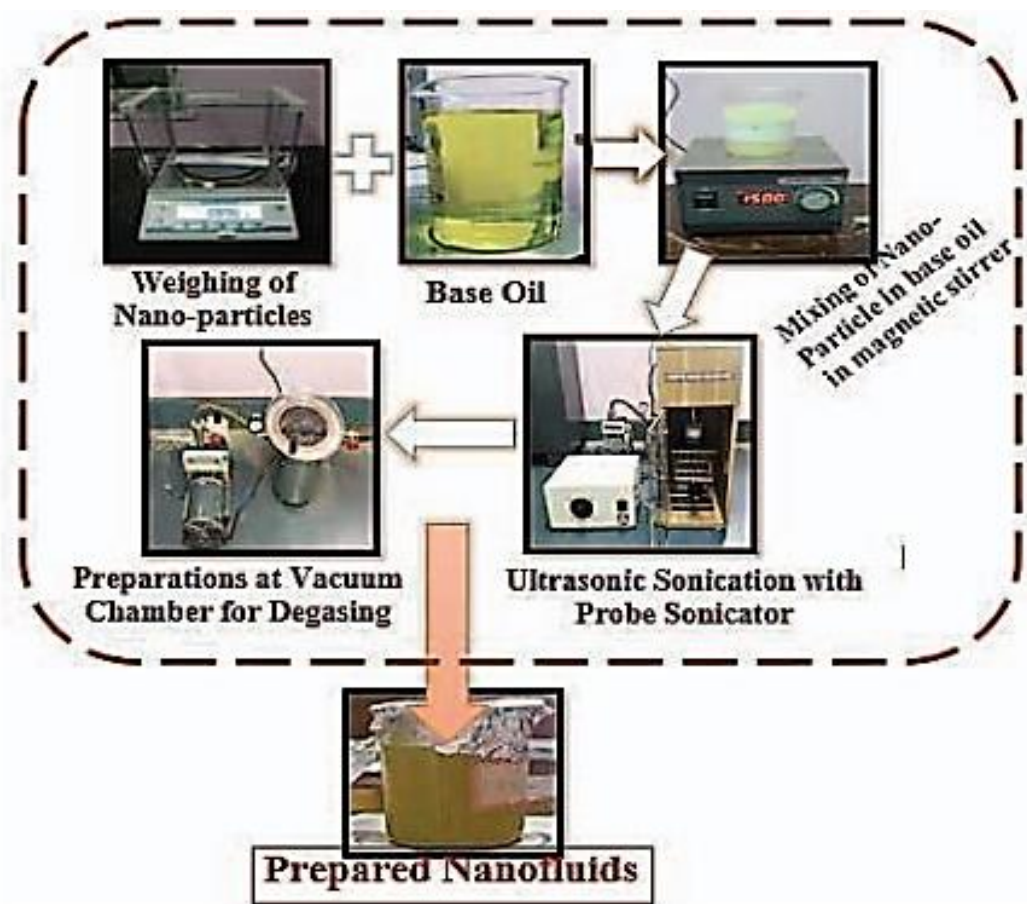 Weighing of
Nano-particles
Base Oil
1500
Mixing of Nano-
Particle in base oil
in magnetic stirrer
Preparations at Vacuum
Chamber for Degasing
Ultrasonic Sonication with
Probe Sonicator
Prepared Nanofluids